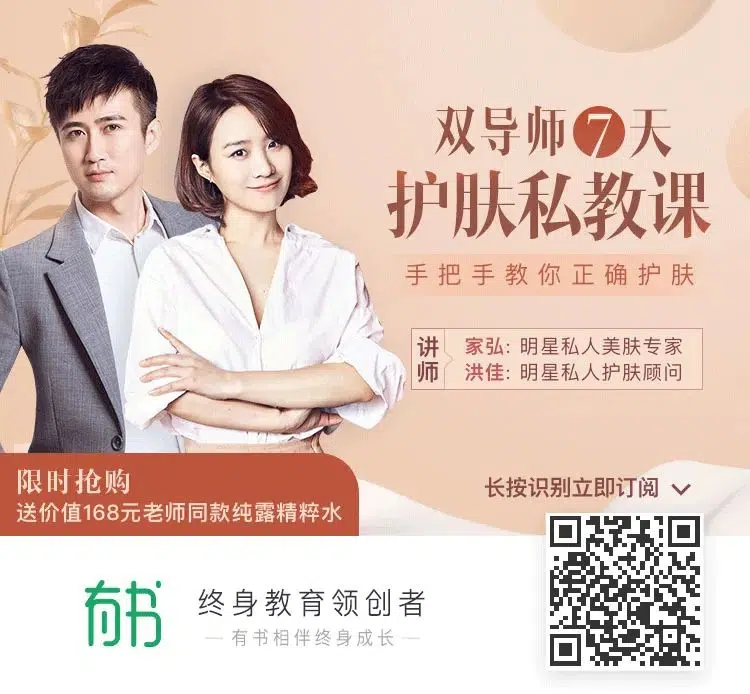 双导师7天
护肤私教课
手把手教你正确护肤
讲师
家弘: 明星私人美肤专家
洪佳: 明星私人护肤顾问
限时抢购
送价值168元老师同款纯露精粹水
长按识别立即订阅
有书
终身教育领创者
有书相伴终身成长